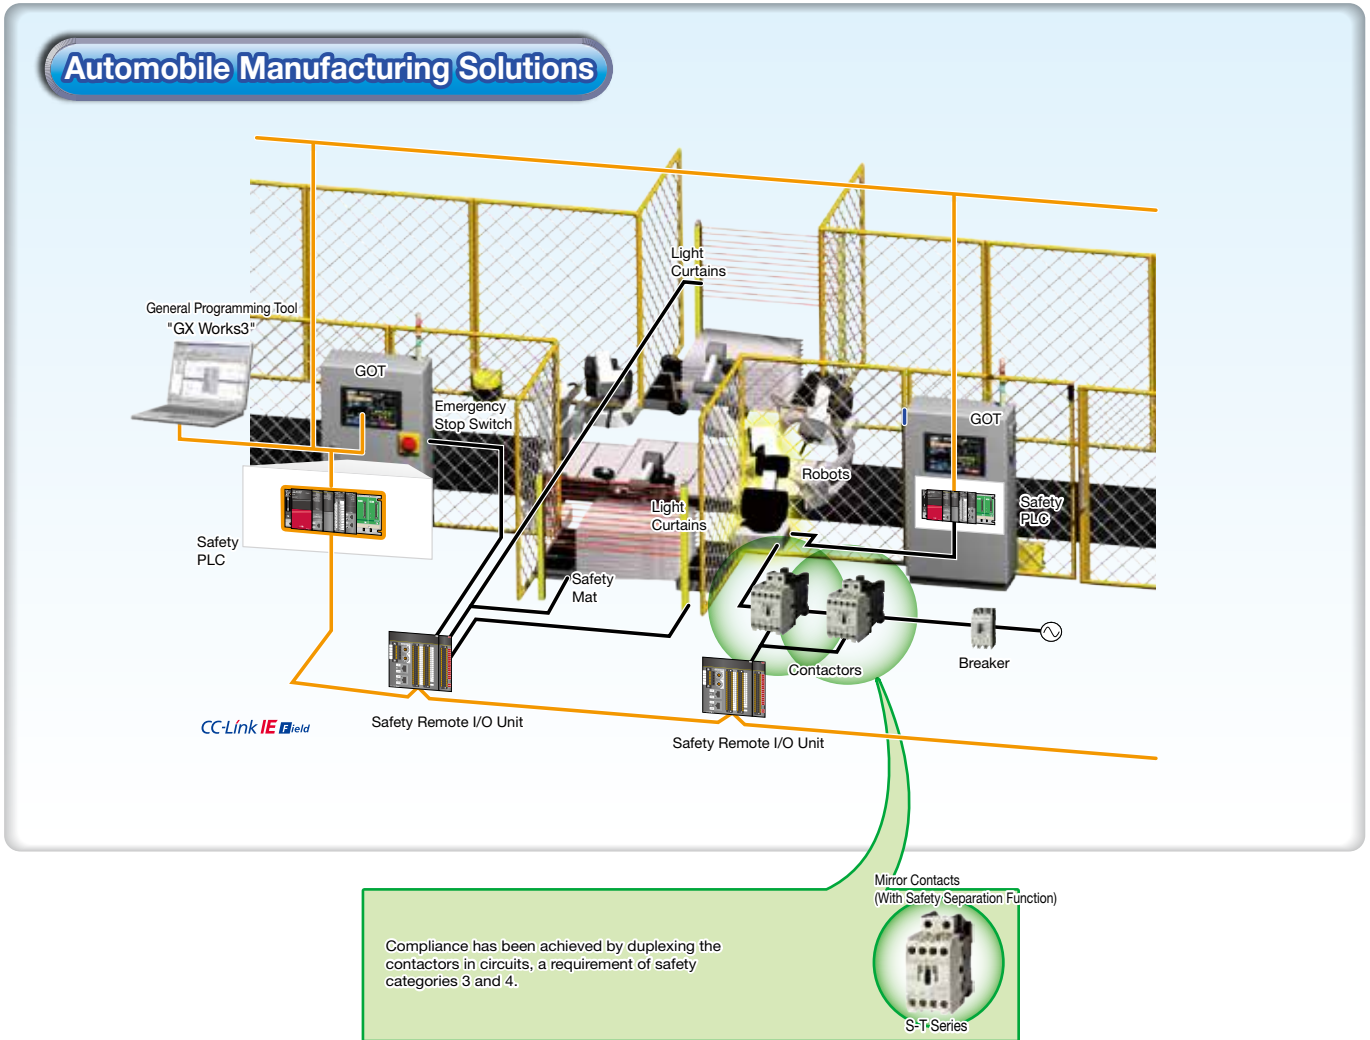 Automobile Manufacturing Solutions
Light
Curtains
General Programming Tool
"GX Works3"
GOT
Emergency
Stop Switch
GOT
Robots
Light
Curtains
Safety
PLC
Safety
PLC
Safety
Mat
Contactors
Breaker
CC-Link IE Field
Safety Remote I/O Unit
Safety Remote I/O Unit
Mirror Contacts
(With Safety Separation Function)
Compliance has been achieved by duplexing the
contactors in circuits, a requirement of safety
categories 3 and 4.
S-T Series